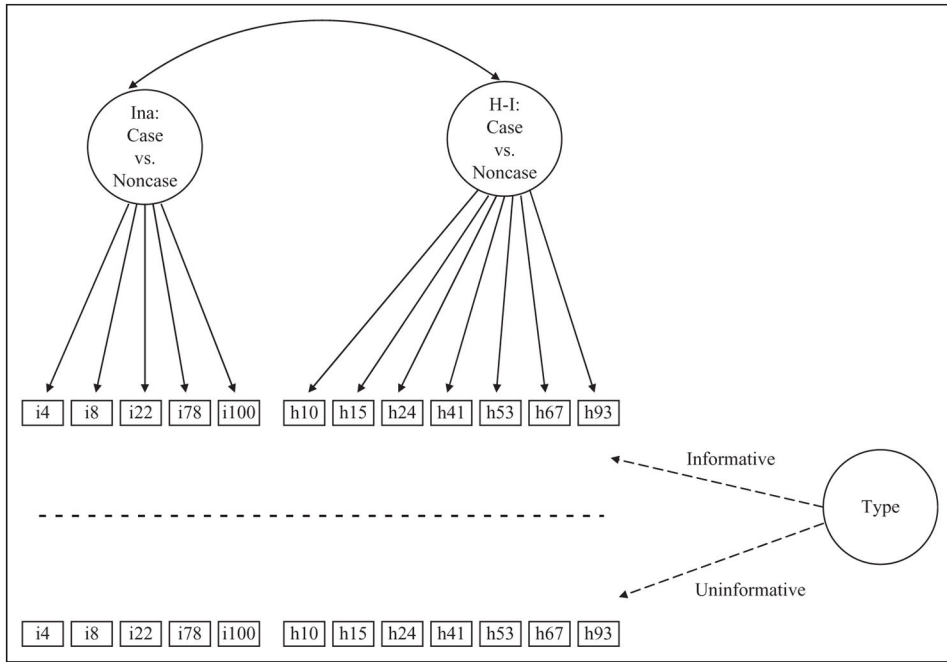 Ina:
Case
vs.
Noncase
H-I:
Case
vs.
Noncase
i4 i8 i22 i78 i100 h10 h15 h24 h41 h53 h67 h93
Informative
Type
Uninformative
i4 i8 i22 i78 i100 h10 h15 h24 h41 h53 h67 h93